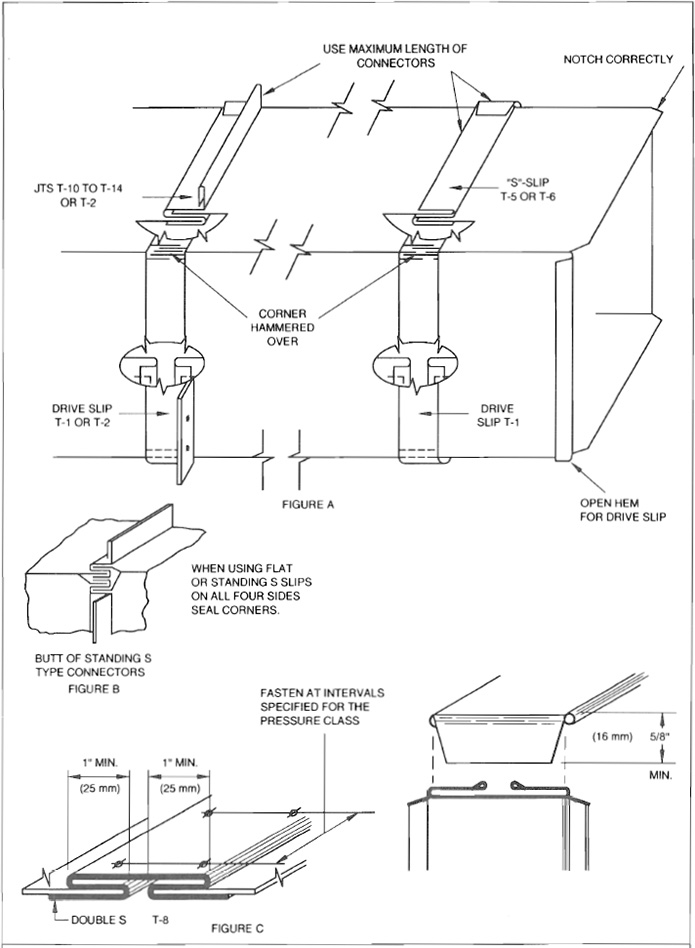 USE MAXIMUM LENGTH OF
CONNECTORS
NOTCH CORRECTLY
JTS T-10 TO T-14
OR T-2
"S"-SLIP
T-5 OR T-6
CORNER
HAMMERED
OVER
DRIVE SLIP
T-1 OR T-2
DRIVE
SLIP T-1
FIGURE A
OPEN HEM
FOR DRIVE SLIP
WHEN USING FLAT
OR STANDING S SLIPS
ON ALL FOUR SIDES
SEAL CORNERS.
BUTT OF STANDING S
TYPE CONNECTORS
FIGURE B
FASTEN AT INTERVALS
SPECIFIED FOR THE
PRESSURE CLASS
(16 mm) 5/8"
MIN.
1" MIN. 1" MIN.
(25 mm) (25 mm)
DOUBLE S T-8
FIGURE C